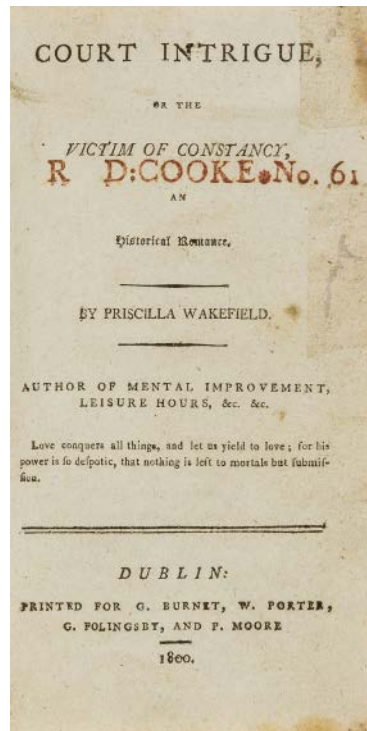 COURT INTRIGUE,
OR THE
VICTIM OF CONSTANCY,
R D:COOKE•No. 61
AN
Historical Romance.
BY PRISCILLA WAKEFIELD.
AUTHOR OF MENTAL IMPROVEMENT,
LEISURE HOURS, &c. &c.
Love conquers all things, and let us yield to love; for his
power is ſo deſpotic, that nothing is left to mortals but ſubmiſ-
ſion.
DUBLIN:
PRINTED FOR G. BURNET, W. PORTER,
G. FOLINGSBY, AND P. MOORE
1800.